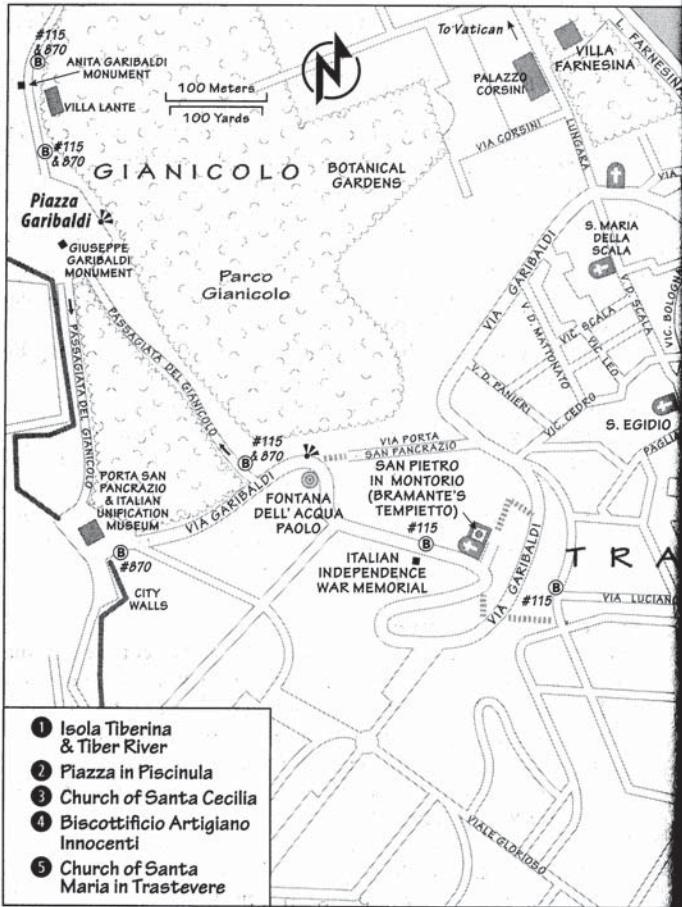 #115
& 870
B
ANITA GARIBALDI
MONUMENT
VILLA LANTE
100 Meters
100 Yards
N
To Vatican
PALAZZO
CORSINI
VILLA
FARNESINA
L. FARNESINA
VIA CORSINI
LUNGARA
B
#115
& 870
GIANICOLO
BOTANICAL
GARDENS
VIA
Piazza
Garibaldi
GIUSEPPE
GARIBALDI
MONUMENT
Parco
Gianicolo
S. MARIA
DELLA
SCALA
VIA GARIBALDI
V. D. SCALA
VIC. BOLOGNA
VIC. SCALA
VIC. LEO
V. D. MATTONATO
V. D. PANIERI
VIC. CEDRO
S. EGIDIO
PAGLIA
PASSAGIATA DEL GIANICOLO
PASSAGIATA DEL GIANICOLO
#115
& 870
B
VIA PORTA
SAN PANCRAZIO
VIA GARIBALDI
FONTANA
DELL' ACQUA
PAOLO
SAN PIETRO
IN MONTORIO
(BRAMANTE'S
TEMPIETTO)
PORTA SAN
PANCRAZIO
& ITALIAN
UNIFICATION
MUSEUM
B
#870
CITY
WALLS
#115
B
ITALIAN
INDEPENDENCE
WAR MEMORIAL
VIA GARIBALDI
TRA
B
#115
VIA LUCIANO
VIALE GLORIOSO
1 Isola Tiberina
& Tiber River
2 Piazza in Piscinula
3 Church of Santa Cecilia
4 Biscottificio Artigiano
Innocenti
5 Church of Santa
Maria in Trastevere